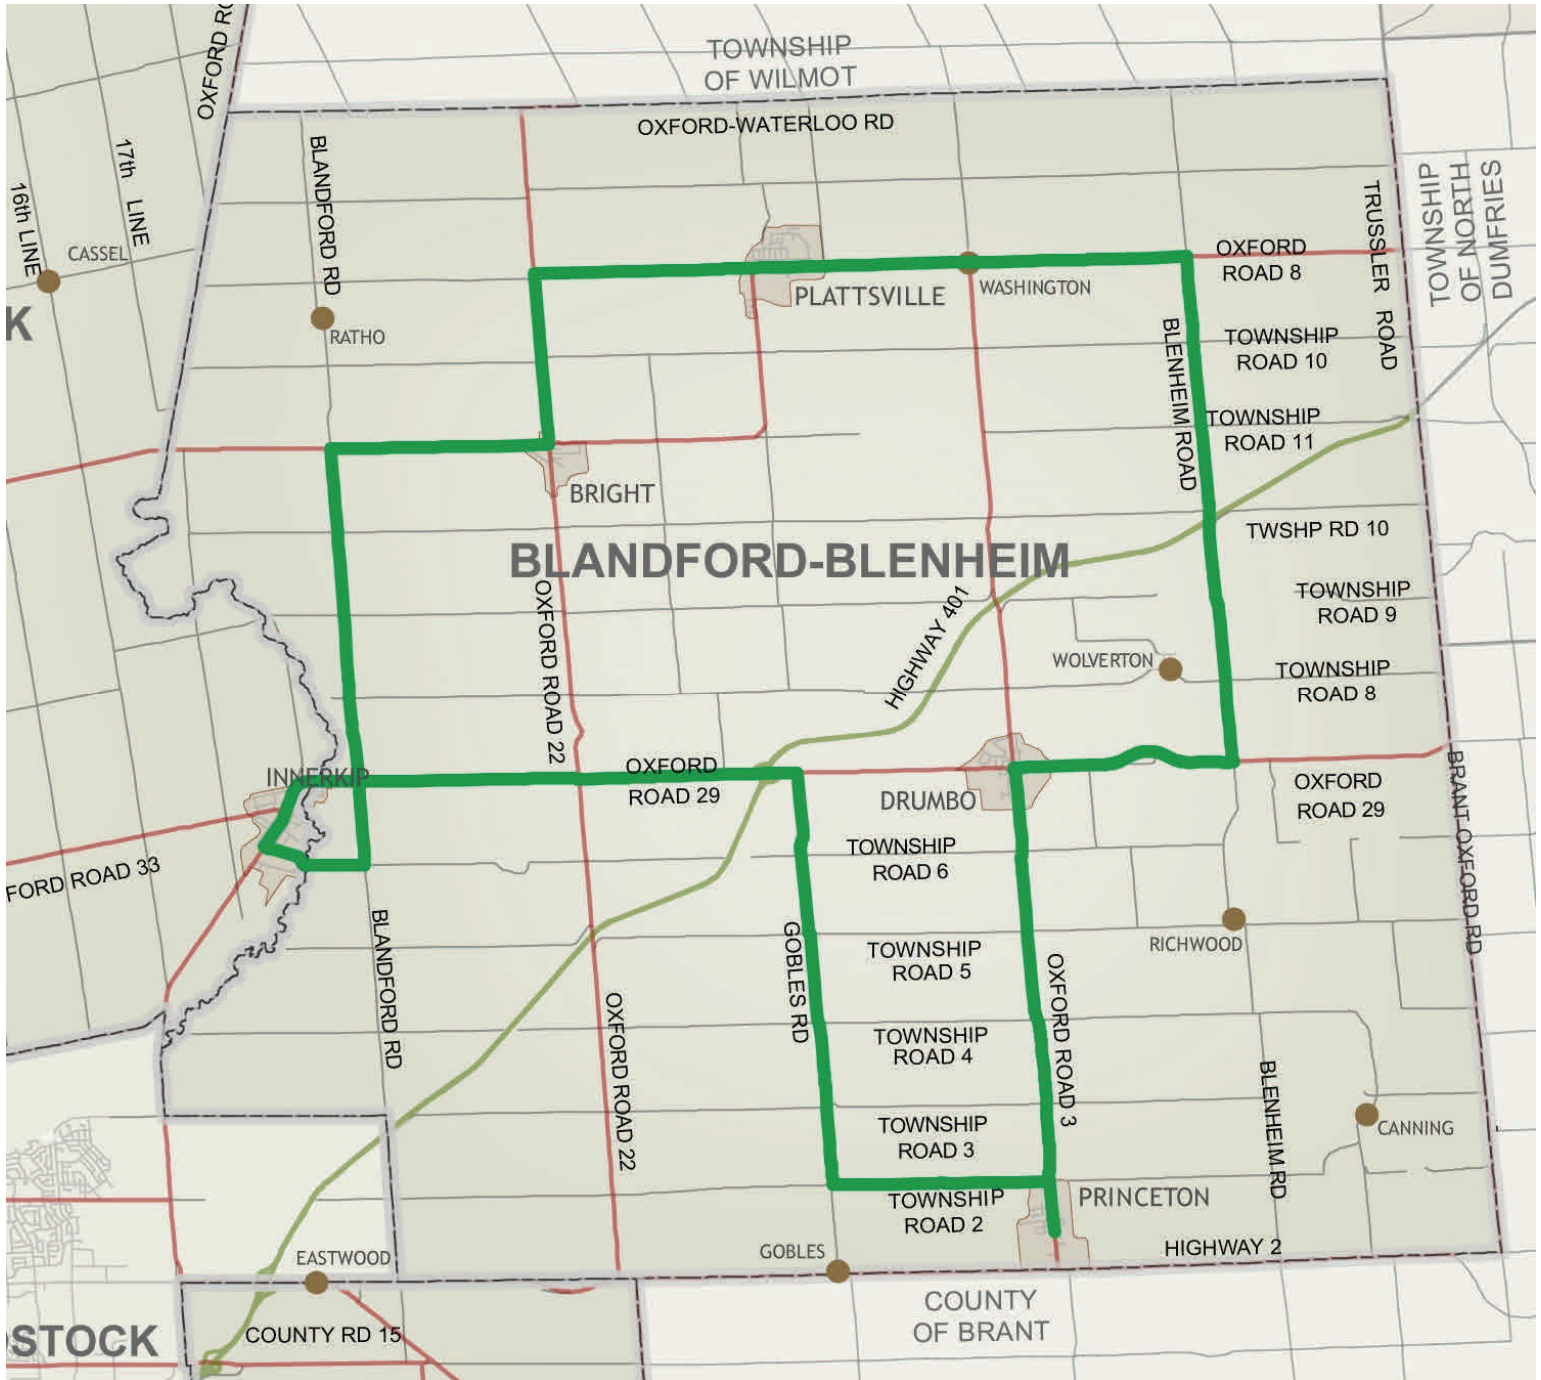 TOWNSHIP
OF WILMOT
OXFORD RO
OXFORD-WATERLOO RD
17th LINE
BLANDFORD RD
16th LINE
CASSEL
TRUSSLER ROAD
TOWNSHIP
OF NORTH
DUMFRIES
OXFORD
ROAD 8
PLATTSVILLE
WASHINGTON
K
RATHO
BLENHEIM ROAD
TOWNSHIP
ROAD 10
TOWNSHIP
ROAD 11
BRIGHT
TWSHP RD 10
BLANDFORD-BLENHEIM
OXFORD ROAD 22
HIGHWAY 401
TOWNSHIP
ROAD 9
WOLVERTON
TOWNSHIP
ROAD 8
INNERKIP
OXFORD
ROAD 29
DRUMBO
OXFORD
ROAD 29
BRANT-OXFORD RD
TOWNSHIP
ROAD 6
FORD ROAD 33
BLANDFORD RD
GOBLES RD
RICHWOOD
TOWNSHIP
ROAD 5
OXFORD ROAD 3
OXFORD ROAD 22
TOWNSHIP
ROAD 4
BLENHEIM RD
TOWNSHIP
ROAD 3
CANNING
TOWNSHIP
ROAD 2
PRINCETON
EASTWOOD
GOBLES
HIGHWAY 2
COUNTY
OF BRANT
DSTOCK
COUNTY RD 15